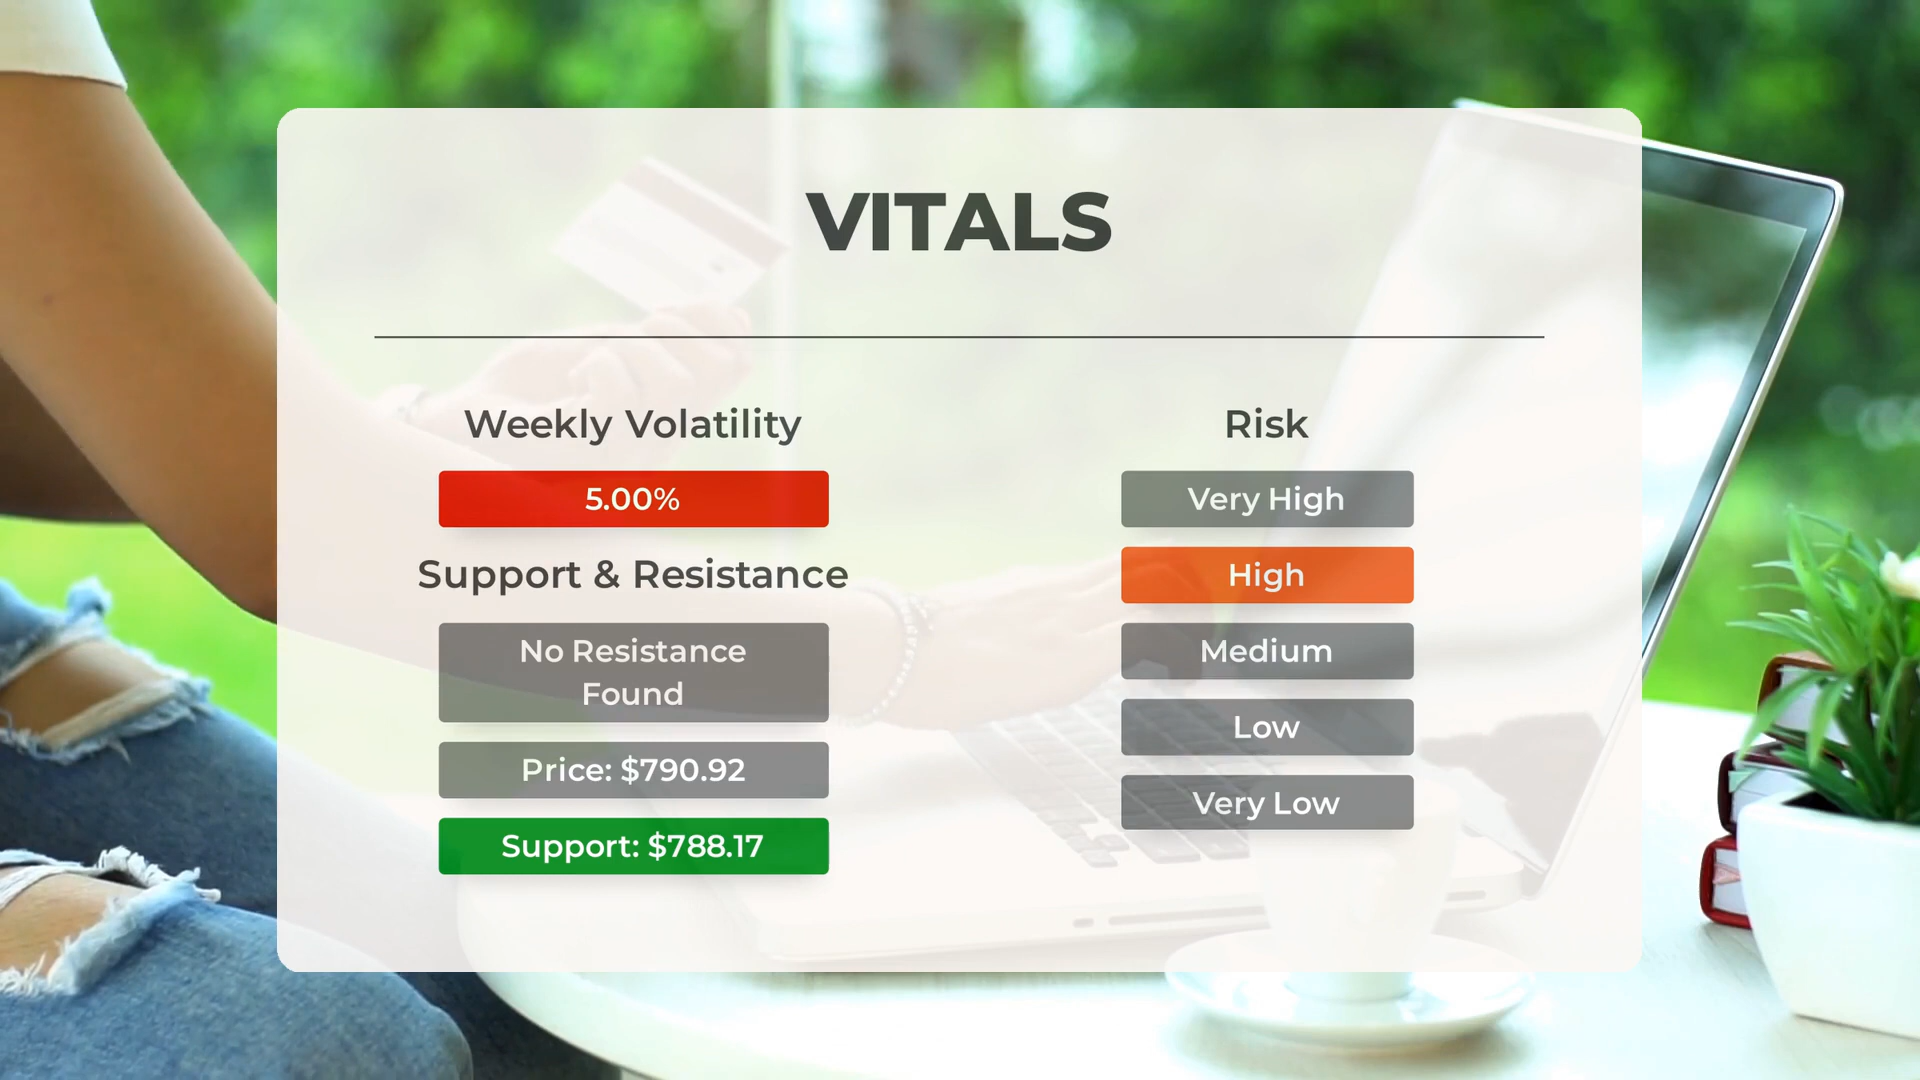 VITALS
Weekly Volatility
5.00%
Support & Resistance
No Resistance
Found
Price: $790.92
Support: $788.17
Risk
Very High
High
Medium
Low
Very Low